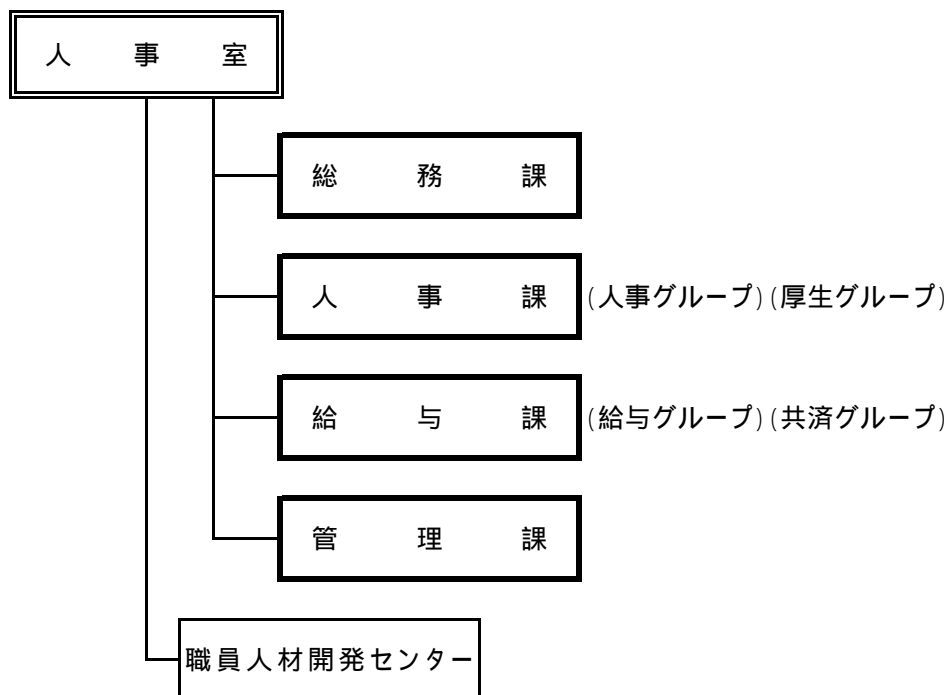 人事室
総務課
人事課 (人事グループ) (厚生グループ)
給与課 (給与グループ) (共済グループ)
管理課
職員人材開発センター